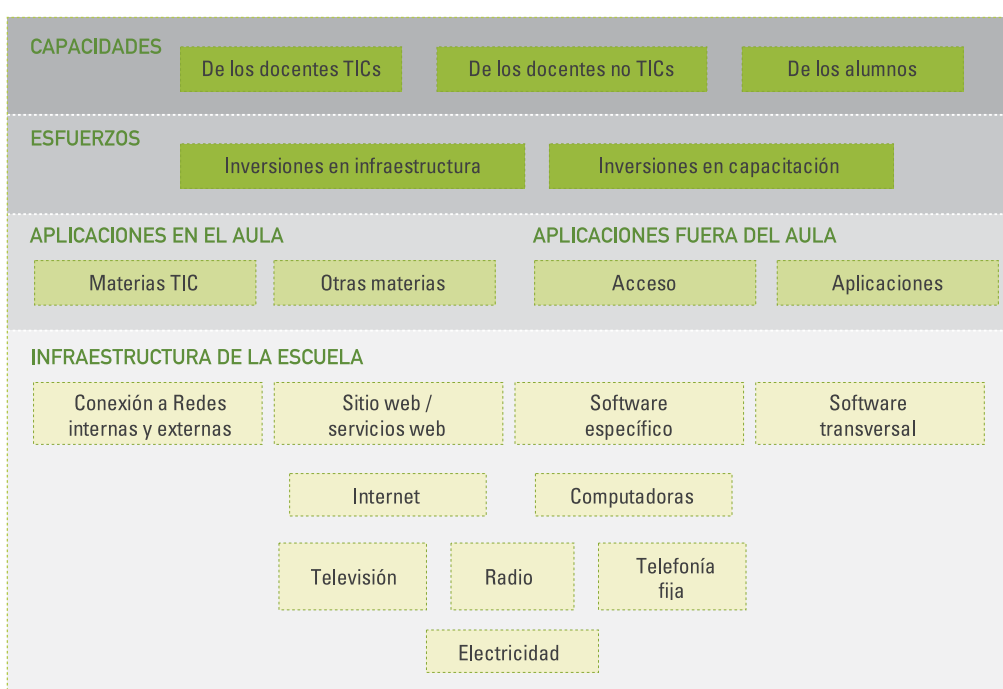 CAPACIDADES
De los docentes TICs
De los docentes no TICs
De los alumnos
ESFUERZOS
Inversiones en infraestructura
Inversiones en capacitación
APLICACIONES EN EL AULA
APLICACIONES FUERA DEL AULA
Materias TIC
Otras materias
Acceso
Aplicaciones
INFRAESTRUCTURA DE LA ESCUELA
Conexión a Redes
internas y externas
Sitio web /
servicios web
Software
específico
Software
transversal
Internet
Computadoras
Televisión
Radio
Telefonía
fija
Electricidad